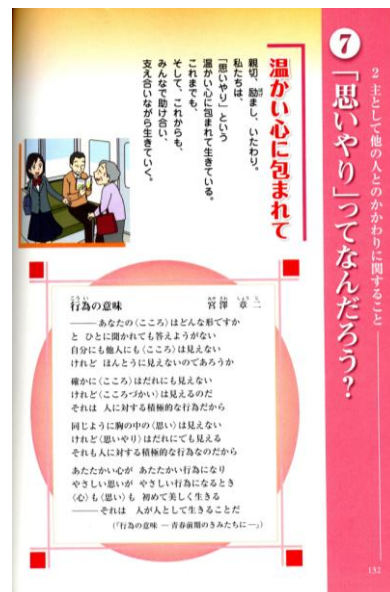 2 主として他の人とのかかわりに関すること
7 「思いやり」ってなんだろう？
温かい心に包まれて
親切、励まし、いたわり。
私たちは、
「思いやり」という
温かい心に包まれて生きている。
これまでも、
そして、これからも、
みんなで助け合い、
支え合いながら生きていく。
行為の意味　宮澤章二
――あなたの〈こころ〉はどんな形ですか
と ひとに聞かれても答えようがない
自分にも他人にも〈こころ〉は見えない
けれど ほんとうに見えないのであろうか
確かに〈こころ〉はだれにも見えない
けれど〈こころづかい〉は見えるのだ
それは 人に対する積極的な行為だから
同じように胸の中の〈思い〉は見えない
けれど〈思いやり〉はだれにでも見える
それも人に対する積極的な行為なのだから
あたたかい心が あたたかい行為になり
やさしい思いが やさしい行為になるとき
〈心〉も〈思い〉も 初めて美しく生きる
――それは 人が人として生きることだ
(『行為の意味 ―青春前期のきみたちに―』)
132